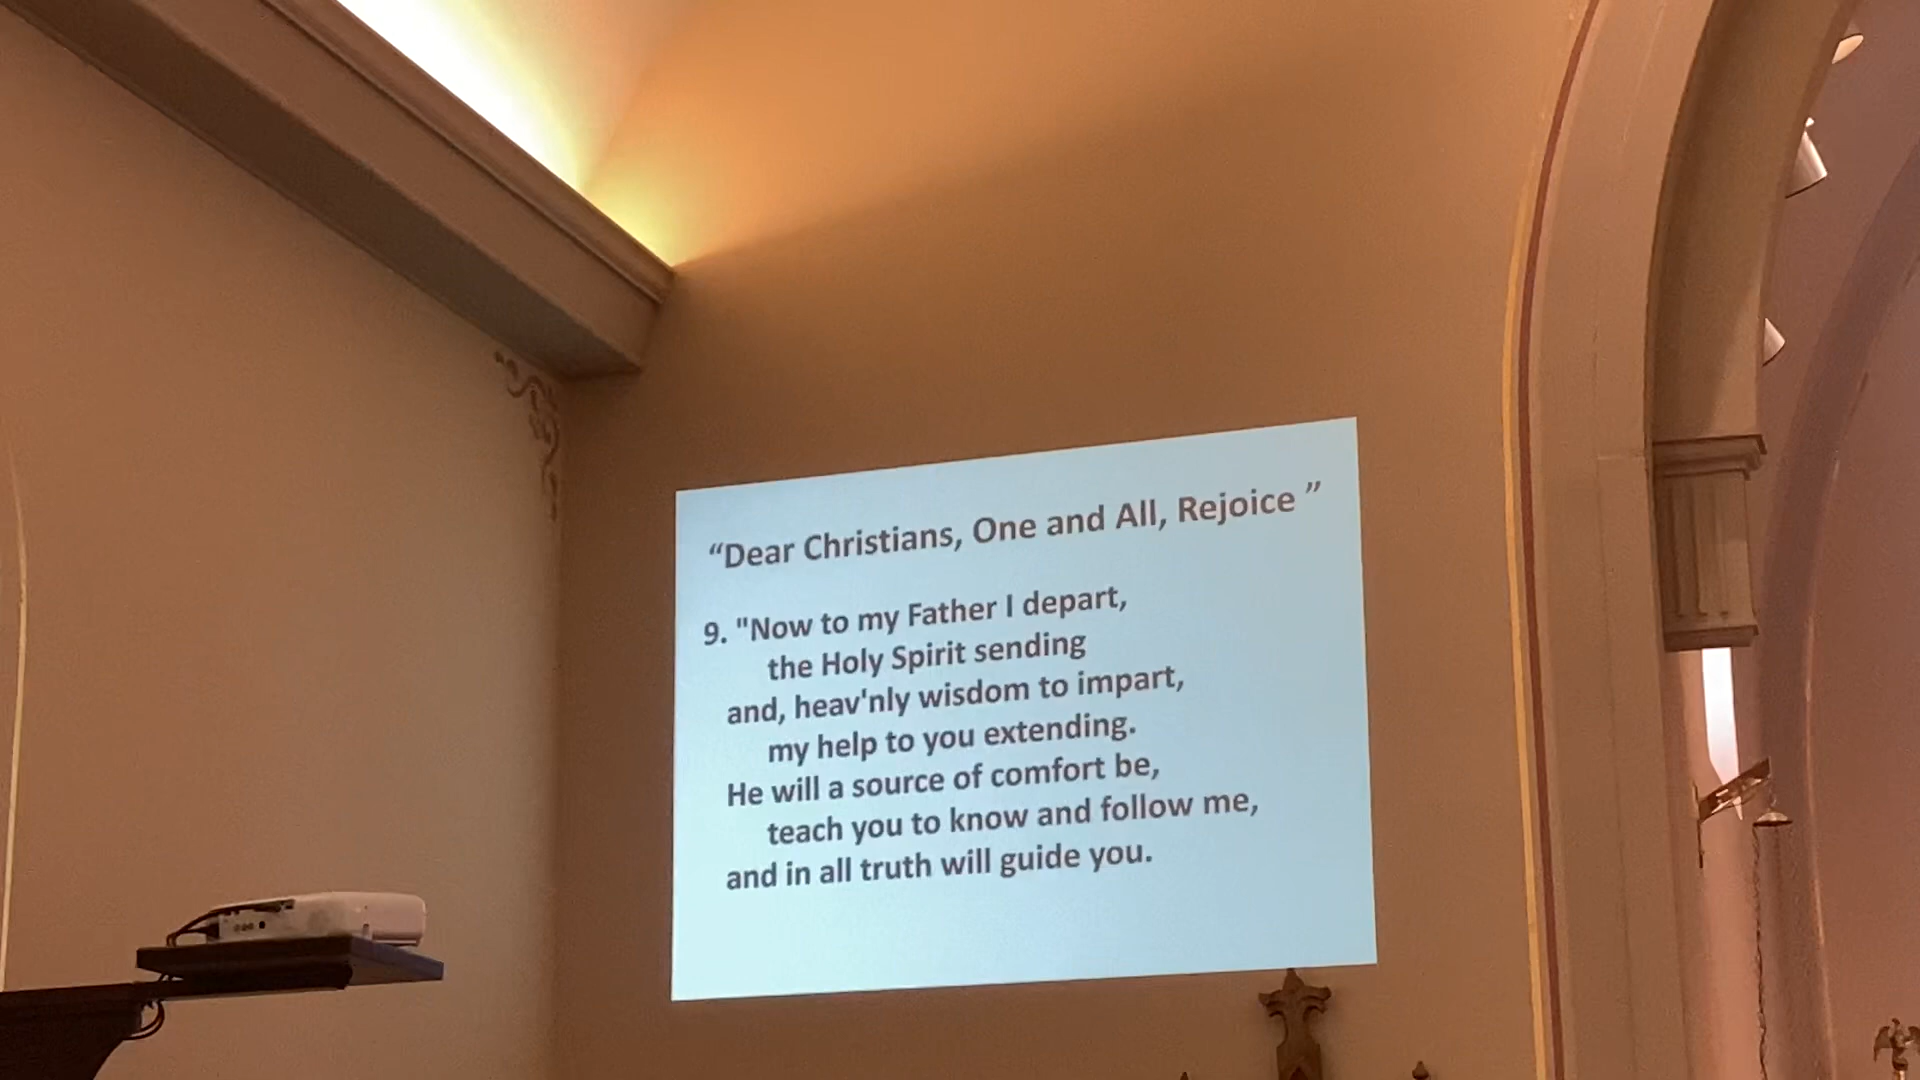 “Dear Christians, One and All, Rejoice ”
9. "Now to my Father I depart,
the Holy Spirit sending
and, heav'nly wisdom to impart,
my help to you extending.
He will a source of comfort be,
teach you to know and follow me,
and in all truth will guide you.